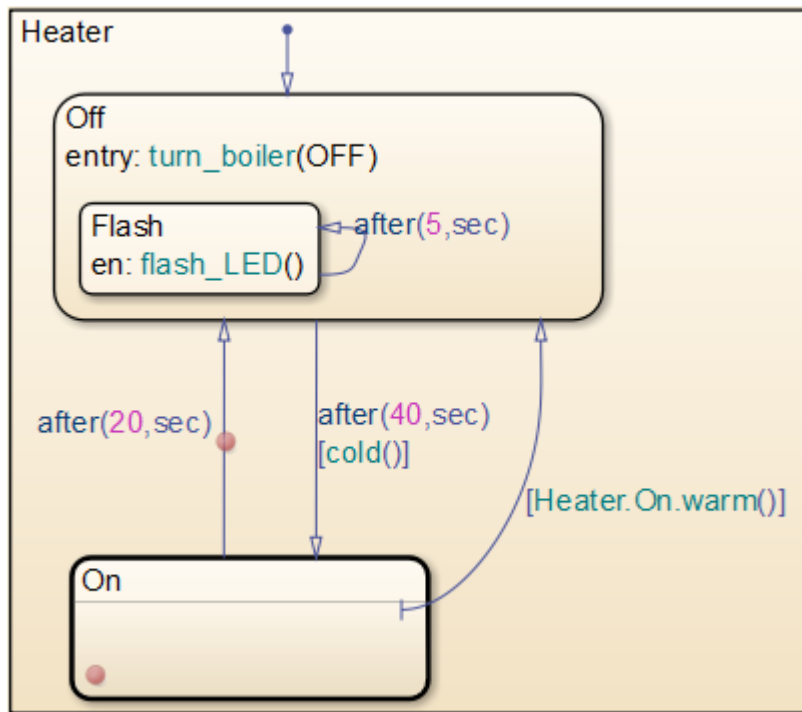 Heater
Off
entry: turn_boiler(OFF)
Flash
en: flash_LED()
after(5,sec)
after(20,sec)
after(40,sec)
[cold()]
[Heater.On.warm()]
On